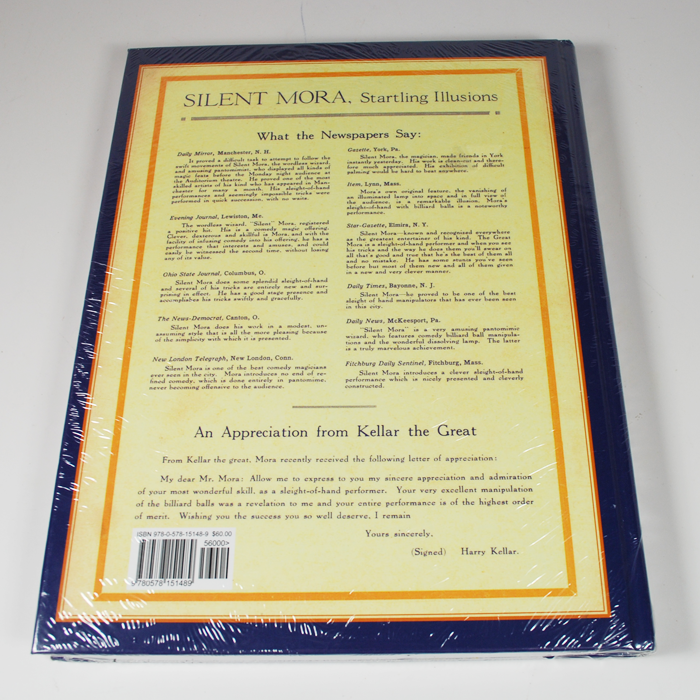 SILENT MORA, Startling Illusions
What the Newspapers Say:
Daily Mirror, Manchester, N. H.
It proved a difficult task to attempt to follow the
swift movements of Silent Mora, the wordless wizard,
and amusing pantomimist, who displayed all kinds of
magic feats before the Monday night audience at
the Auditorium theatre. He proved one of the most
skilled artists of his kind who has appeared in Man-
chester for many a month. His sleight-of-hand
performances and seemingly impossible tricks were
performed in quick succession, with no waits.
Evening Journal, Lewiston, Me.
The wordless wizard, "Silent" Mora, registered
a positive hit. His is a comedy magic offering.
Clever, dexterous and skillful is Mora, and with the
facility of infusing comedy into his offering, he has a
performance that interests and amuses, and could
easily be witnessed the second time, without losing
any of its value.
Ohio State Journal, Columbus, O.
Silent Mora does some splendid sleight-of-hand
and several of his tricks are entirely new and sur-
prising in effect. He has a good stage presence and
accomplishes his tricks swiftly and gracefully.
The News-Democrat, Canton, O.
Silent Mora does his work in a modest, un-
assuming style that is all the more pleasing because
of the simplicity with which it is presented.
New London Telegraph, New London, Conn.
Silent Mora is one of the best comedy magicians
ever seen in the city. Mora introduces no end of re-
fined comedy, which is done entirely in pantomime,
never becoming offensive to the audience.
Gazette, York, Pa.
Silent Mora, the magician, made friends in York
instantly yesterday. His work is clean-cut and there-
fore much appreciated. His exhibition of difficult
palming would be hard to beat anywhere.
Item, Lynn, Mass.
Mora's own original feature, the vanishing of
an illuminated lamp into space and in full view of
the audience, is a remarkable illusion. Mora's
sleight-of-hand with billiard balls is a noteworthy
performance.
Star-Gazette, Elmira, N. Y.
Silent Mora—known and recognized everywhere
as the greatest entertainer of his kind. The Great
Mora is a sleight-of-hand performer and when you see
his tricks and the way he does them you'll swear on
all that's good and true that he's the best of them all
and no mistake. He has some stunts you've seen
before but most of them new and all of them given
in a new and very clever manner.
Daily Times, Bayonne, N. J.
Silent Mora—he proved to be one of the best
sleight of hand manipulators that has ever been seen
in this city.
Daily News, McKeesport, Pa.
"Silent" Mora is a very amusing pantomimic
wizard, who features comedy billiard ball manipula-
tions and the wonderful dissolving lamp. The latter
is a truly marvelous achievement.
Fitchburg Daily Sentinel, Fitchburg, Mass.
Silent Mora introduces a clever sleight-of-hand
performance which is nicely presented and cleverly
constructed.
An Appreciation from Kellar the Great
From Kellar the great, Mora recently received the following letter of appreciation:
My dear Mr. Mora: Allow me to express to you my sincere appreciation and admiration
of your most wonderful skill, as a sleight-of-hand performer. Your very excellent manipulation
of the billiard balls was a revelation to me and your entire performance is of the highest order
of merit. Wishing you the success you so well deserve, I remain
Yours sincerely,
(Signed) Harry Kellar.
ISBN 978-0-578-15148-9 $60.00
56000>
9 780578 151489